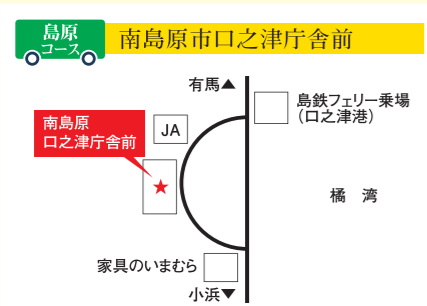 島原
コース
南島原市口之津庁舎前
有馬▲
島鉄フェリー乗場
(口之津港)
南島原
口之津庁舎前
JA
★
橘 湾
家具のいまむら
小浜▼